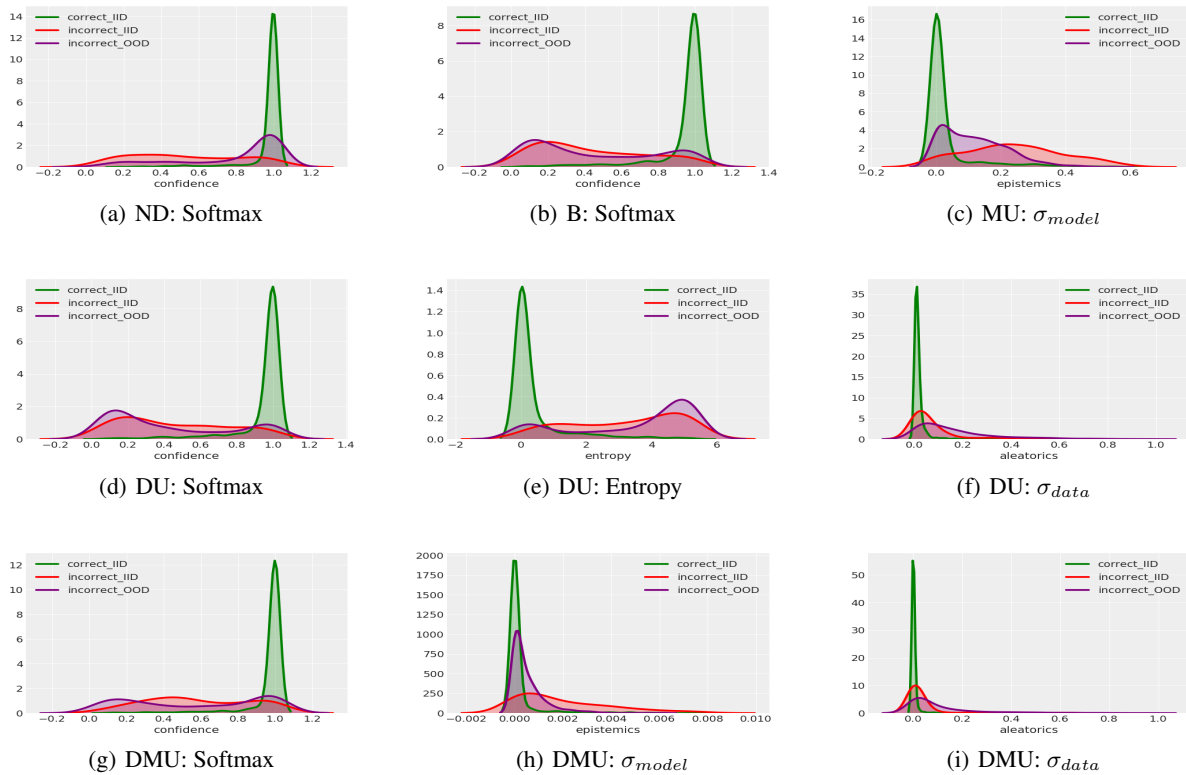 correct_IID
incorrect_IID
incorrect_OOD
14
12
10
8
6
4
2
0
−0.2 0.0 0.2 0.4 0.6 0.8 1.0 1.2
confidence
(a) ND: Softmax
correct_IID
incorrect_IID
incorrect_OOD
8
6
4
2
0
−0.2 0.0 0.2 0.4 0.6 0.8 1.0 1.2 1.4
confidence
(b) B: Softmax
correct_IID
incorrect_IID
incorrect_OOD
16
14
12
10
8
6
4
2
0
−0.2 0.0 0.2 0.4 0.6
epistemics
(c) MU: σmodel
correct_IID
incorrect_IID
incorrect_OOD
8
6
4
2
0
−0.2 0.0 0.2 0.4 0.6 0.8 1.0 1.2 1.4
confidence
(d) DU: Softmax
correct_IID
incorrect_IID
incorrect_OOD
1.4
1.2
1.0
0.8
0.6
0.4
0.2
0.0
−2 0 2 4 6
entropy
(e) DU: Entropy
correct_IID
incorrect_IID
incorrect_OOD
35
30
25
20
15
10
5
0
0.0 0.2 0.4 0.6 0.8 1.0
aleatorics
(f) DU: σdata
correct_IID
incorrect_IID
incorrect_OOD
12
10
8
6
4
2
0
−0.2 0.0 0.2 0.4 0.6 0.8 1.0 1.2
confidence
(g) DMU: Softmax
correct_IID
incorrect_IID
incorrect_OOD
2000
1750
1500
1250
1000
750
500
250
0
−0.002 0.000 0.002 0.004 0.006 0.008 0.010
epistemics
(h) DMU: σmodel
correct_IID
incorrect_IID
incorrect_OOD
50
40
30
20
10
0
0.0 0.2 0.4 0.6 0.8 1.0
aleatorics
(i) DMU: σdata